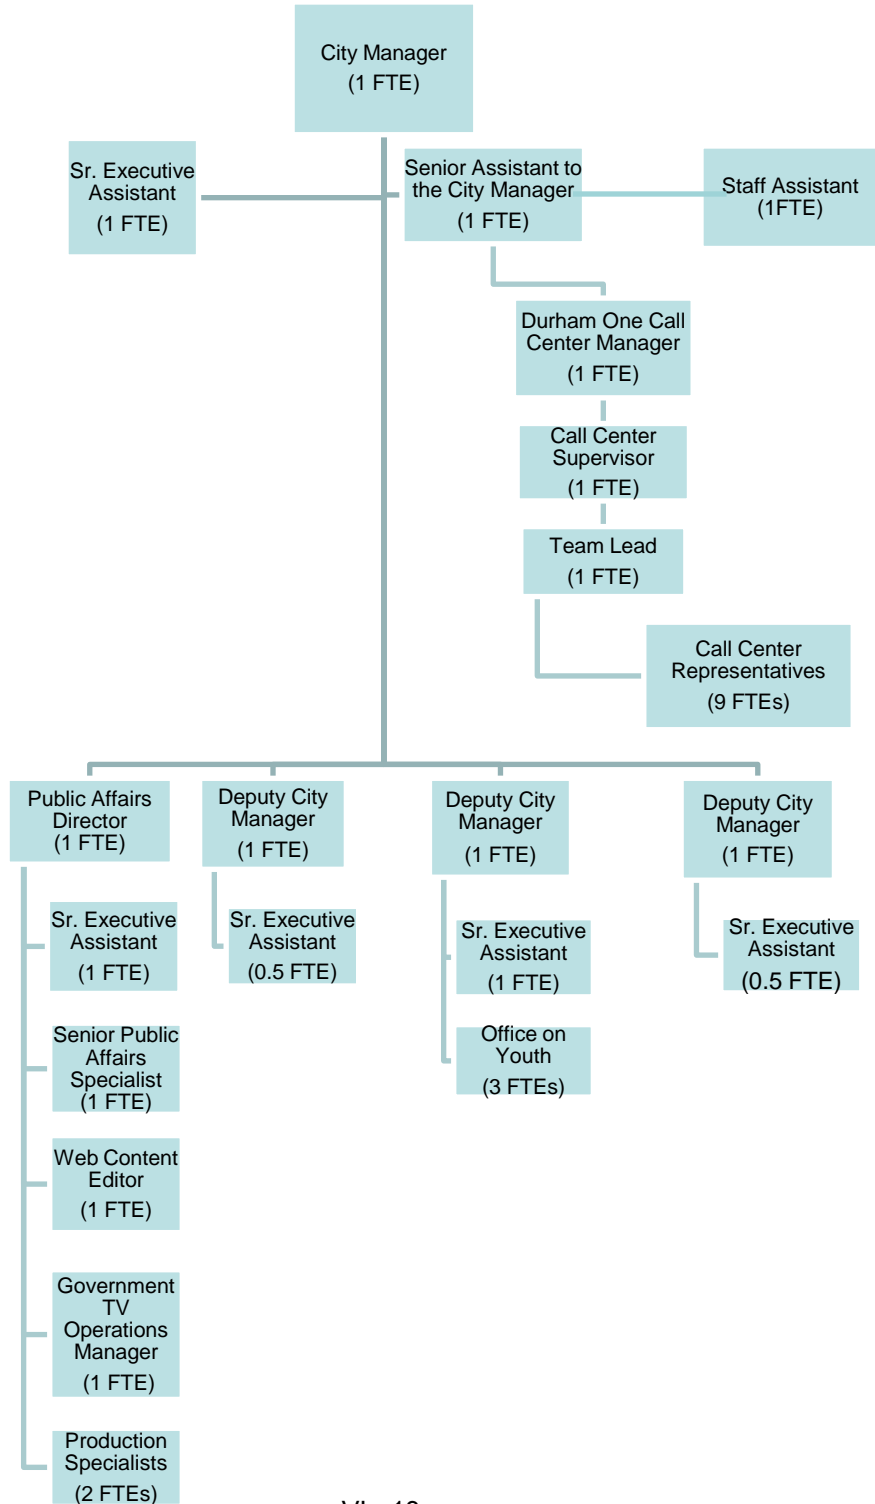 City Manager
(1 FTE)
Sr. Executive
Assistant
(1 FTE)
Senior Assistant to
the City Manager
(1 FTE)
Staff Assistant
(1FTE)
Durham One Call
Center Manager
(1 FTE)
Call Center
Supervisor
(1 FTE)
Team Lead
(1 FTE)
Call Center
Representatives
(9 FTEs)
Public Affairs
Director
(1 FTE)
Sr. Executive
Assistant
(1 FTE)
Senior Public
Affairs
Specialist
(1 FTE)
Web Content
Editor
(1 FTE)
Government
TV
Operations
Manager
(1 FTE)
Production
Specialists
(2 FTEs)
Deputy City
Manager
(1 FTE)
Sr. Executive
Assistant
(0.5 FTE)
Deputy City
Manager
(1 FTE)
Sr. Executive
Assistant
(1 FTE)
Office on
Youth
(3 FTEs)
Deputy City
Manager
(1 FTE)
Sr. Executive
Assistant
(0.5 FTE)